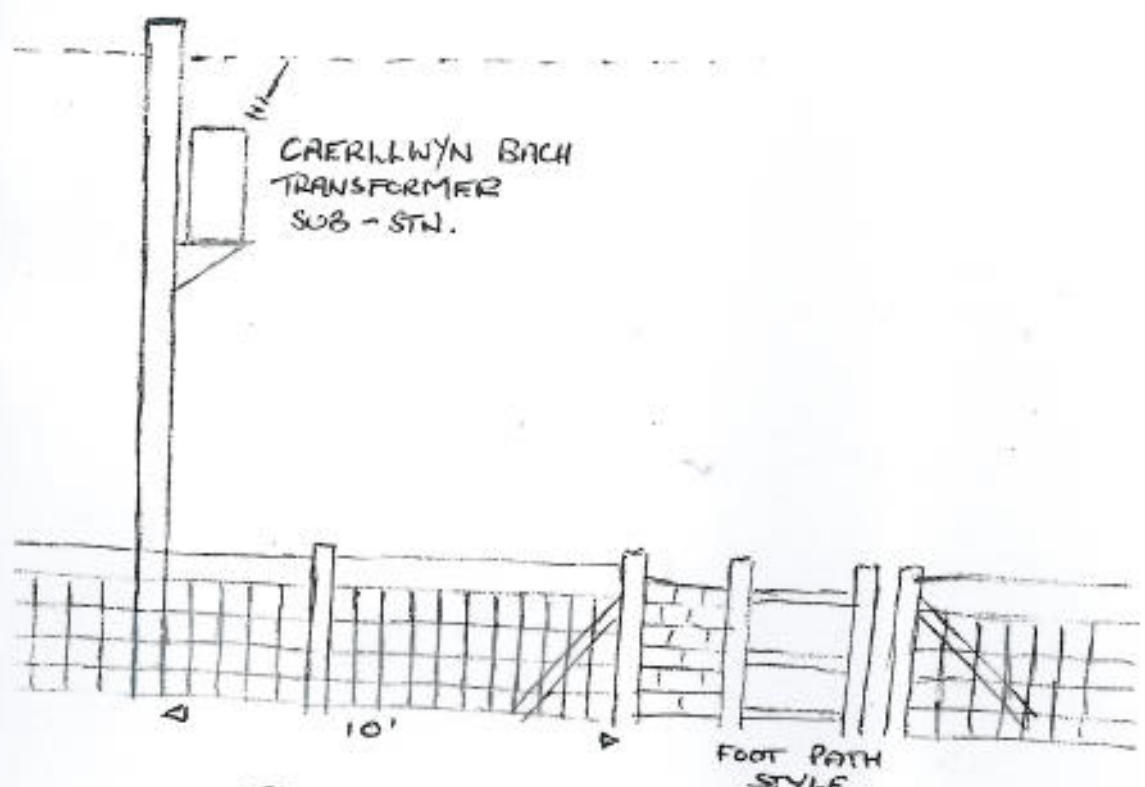 CAERLLWYN BACH
TRANSFORMER
SUB - STN.
10'
FOOT PATH
STYLE